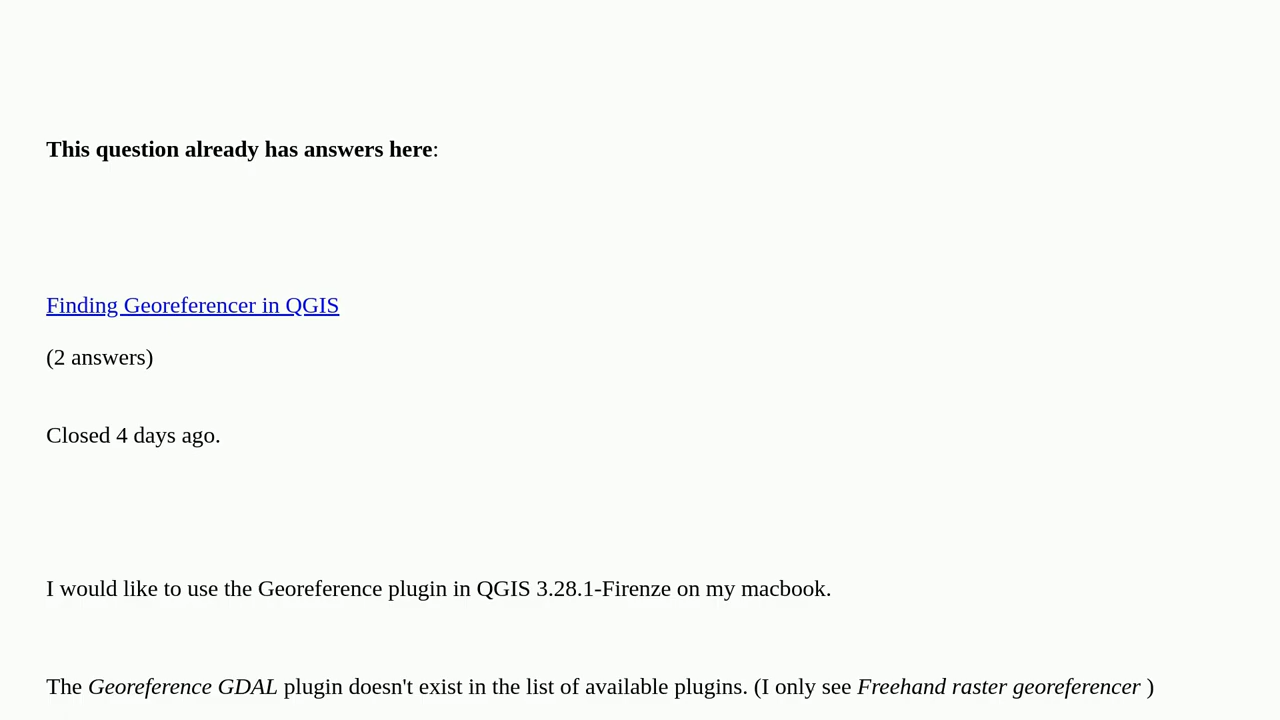 This question already has answers here:
Finding Georeferencer in QGIS
(2 answers)
Closed 4 days ago.
I would like to use the Georeference plugin in QGIS 3.28.1-Firenze on my macbook.
The Georeference GDAL plugin doesn't exist in the list of available plugins. (I only see Freehand raster georeferencer )